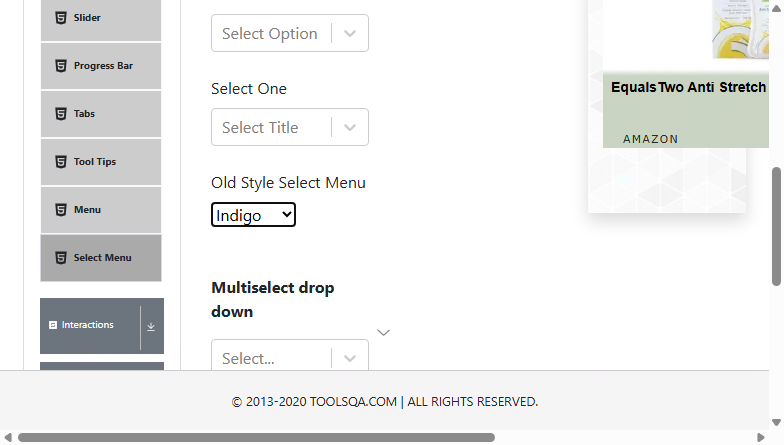 Slider
Progress Bar
Tabs
Tool Tips
Menu
Select Menu
Interactions
Select Option
Select One
Select Title
Old Style Select Menu
Indigo
Multiselect drop
down
Select...
EqualsTwo Anti Stretch
AMAZON
© 2013-2020 TOOLSQA.COM | ALL RIGHTS RESERVED.